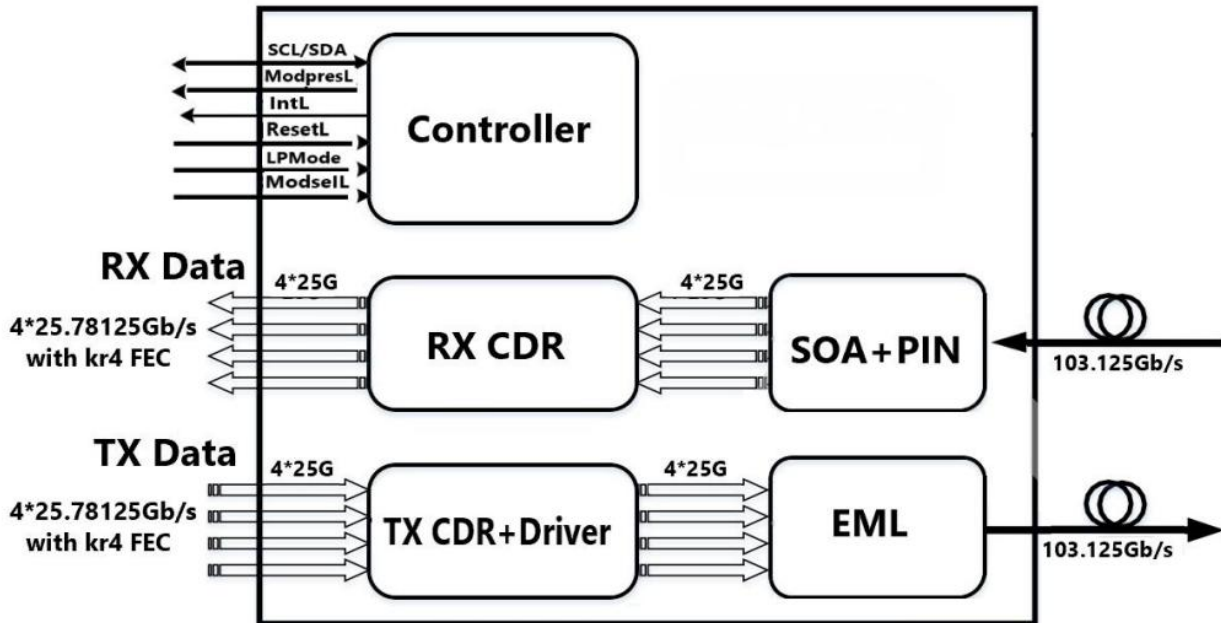 SCL/SDA
ModpresL
IntL
ResetL
LPMode
ModselL
Controller
RX Data
4*25G
4*25G
4*25.78125Gb/s
with kr4 FEC
RX CDR
SOA+PIN
103.125Gb/s
TX Data
4*25G
4*25G
4*25.78125Gb/s
with kr4 FEC
TX CDR+Driver
EML
103.125Gb/s